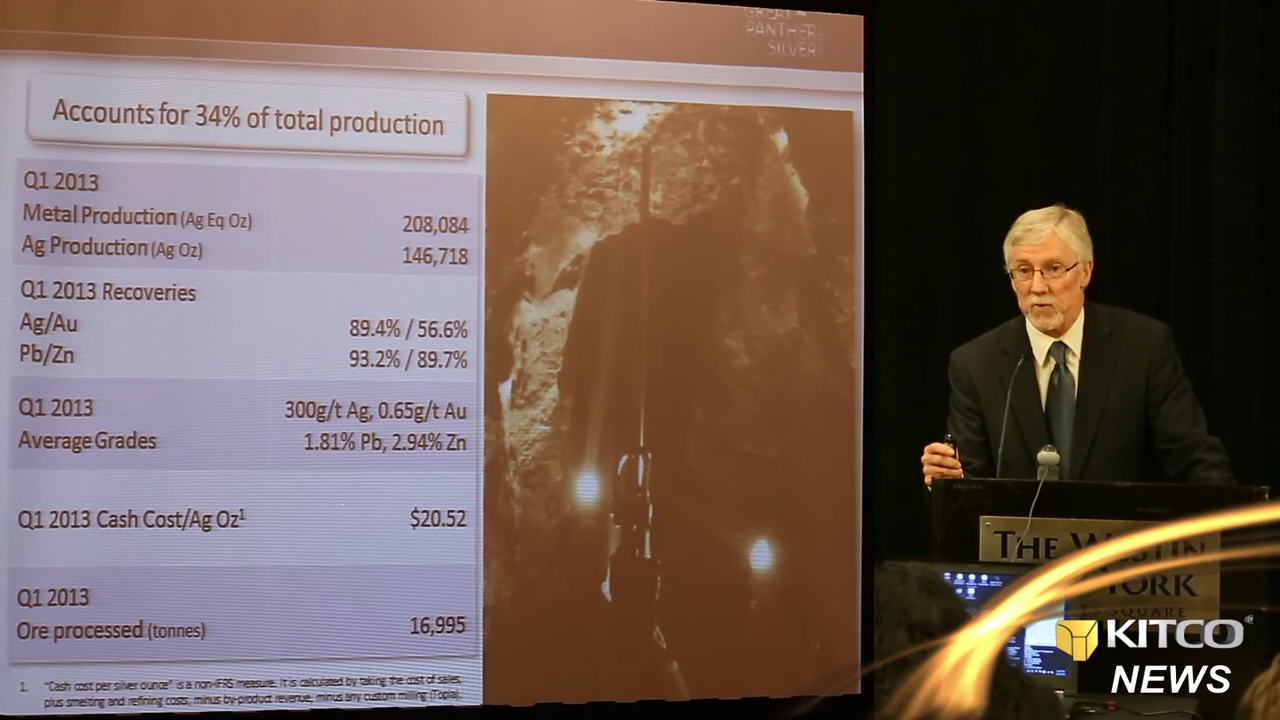 GREAT
PANTHER
SILVER
Accounts for 34% of total production
Q1 2013
Metal Production (Ag Eq Oz) 208,084
Ag Production (Ag Oz) 146,718
Q1 2013 Recoveries
Ag/Au 89.4% / 56.6%
Pb/Zn 93.2% / 89.7%
Q1 2013 300g/t Ag, 0.65g/t Au
Average Grades 1.81% Pb, 2.94% Zn
Q1 2013 Cash Cost/Ag Oz¹ $20.52
Q1 2013
Ore processed (tonnes) 16,995
1. "Cash cost per silver ounce" is a non-IFRS measure. It is calculated by taking the cost of sales,
plus smelting and refining costs, minus by-product revenue, minus any custom milling (Topia).
THE WESTIN
YORK
SQUARE
KITCO
NEWS